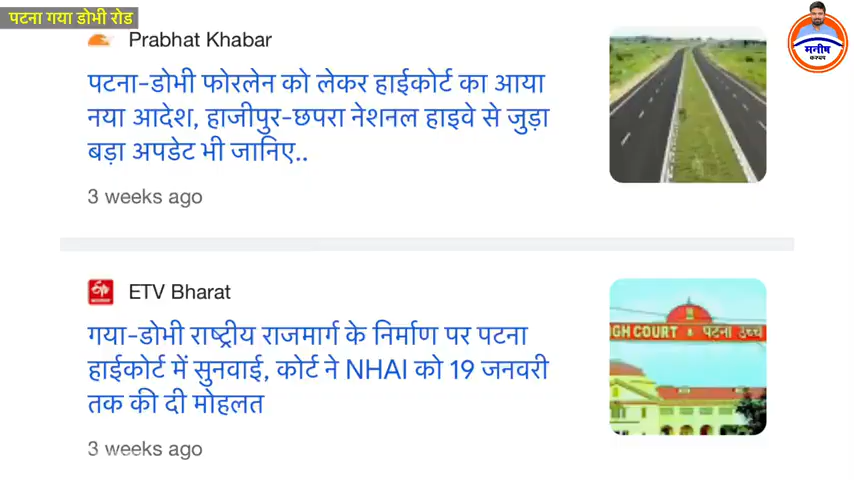 पटना गया डोभी रोड
Prabhat Khabar
पटना-डोभी फोरलेन को लेकर हाईकोर्ट का आया
नया आदेश, हाजीपुर-छपरा नेशनल हाइवे से जुड़ा
बड़ा अपडेट भी जानिए..
3 weeks ago
मनीष
कश्यप
ETV Bharat
गया-डोभी राष्ट्रीय राजमार्ग के निर्माण पर पटना
हाईकोर्ट में सुनवाई, कोर्ट ने NHAI को 19 जनवरी
तक की दी मोहलत
3 weeks ago
GH COURT पटना उच्च